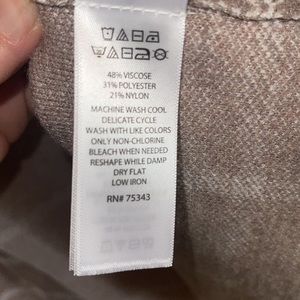 48% VISCOSE
31% POLYESTER
21% NYLON
MACHINE WASH COOL
DELICATE CYCLE
WASH WITH LIKE COLORS
ONLY NON-CHLORINE
BLEACH WHEN NEEDED
RESHAPE WHILE DAMP
DRY FLAT
LOW IRON
RN# 75343